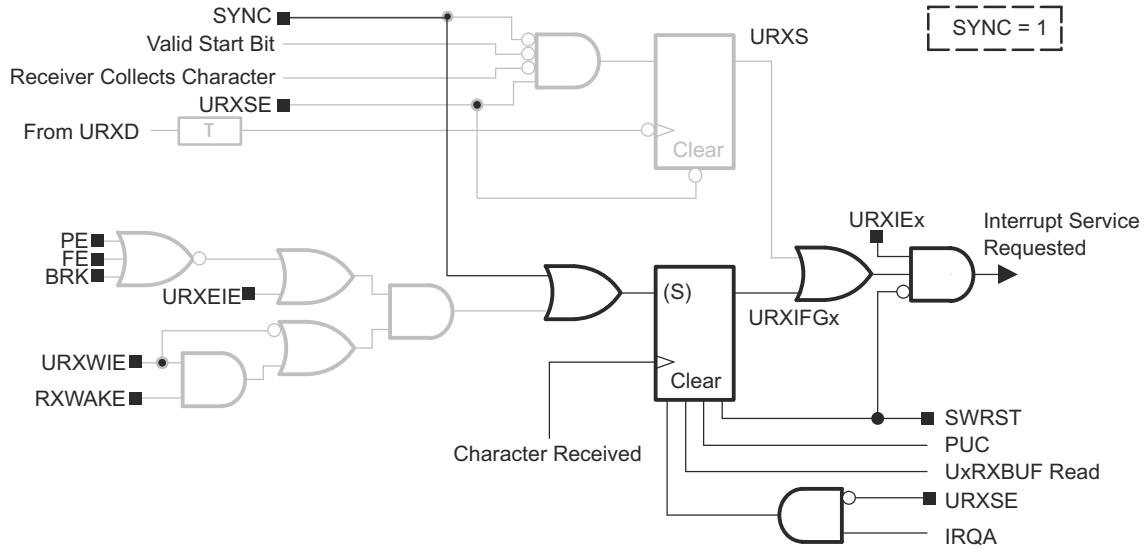 SYNC
SYNC = 1
URXS
Valid Start Bit
Receiver Collects Character
URXSE
From URXD
T
Clear
PE
FE
BRK
URXEIE
URXWIE
RXWAKE
(S)
Clear
URXIFGx
URXIEx
Interrupt Service
Requested
Character Received
SWRST
PUC
UxRXBUF Read
URXSE
IRQA